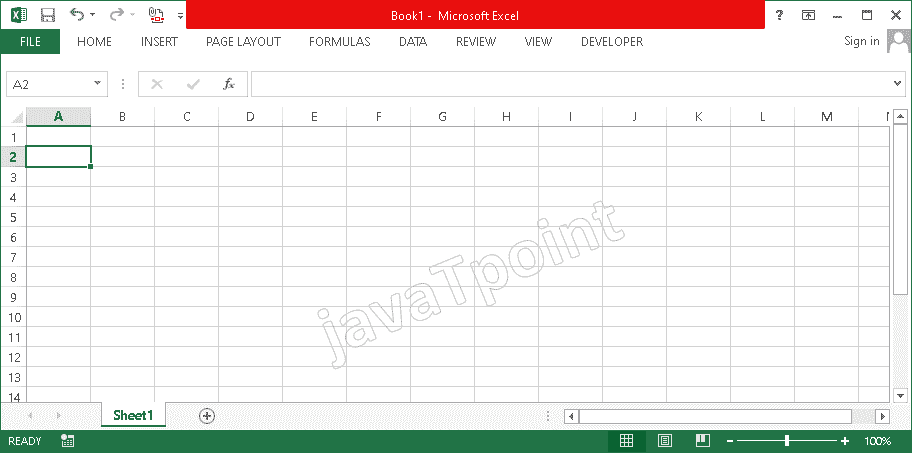 Book1 - Microsoft Excel
?
FILE HOME INSERT PAGE LAYOUT FORMULAS DATA REVIEW VIEW DEVELOPER Sign in
A2 fx
A B C D E F G H I J K L M
1
2
3
4
5
6
7
8
9
10
11
12
13
14
javaTpoint
Sheet1
READY 100%